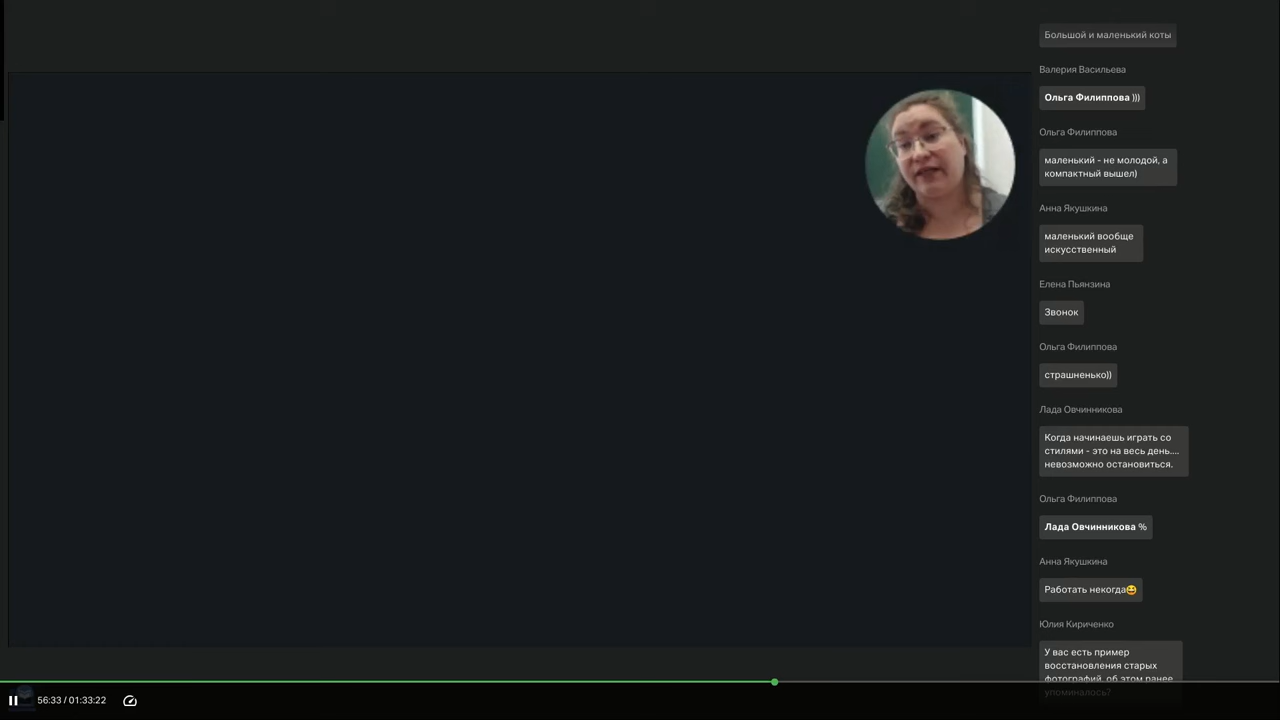 Большой и маленький коты
Валерия Васильева
Ольга Филиппова )))
Ольга Филиппова
маленький - не молодой, а
компактный вышел)
Анна Якушкина
маленький вообще
искусственный
Елена Пьянзина
Звонок
Ольга Филиппова
страшненько))
Лада Овчинникова
Когда начинаешь играть со
стилями - это на весь день....
невозможно остановиться.
Ольга Филиппова
Лада Овчинникова %
Анна Якушкина
Работать некогда😆
Юлия Кириченко
У вас есть пример
восстановления старых
фотографий, об этом ранее
упоминалось?
56:33 / 01:33:22